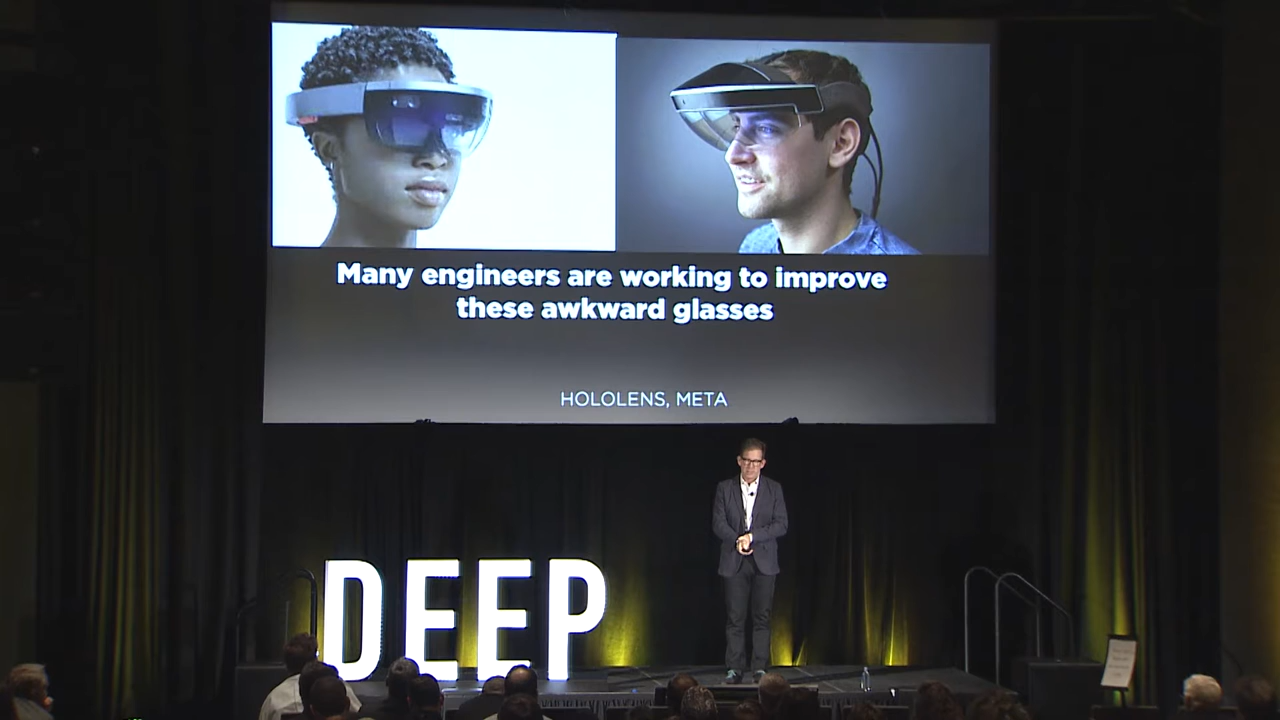 Many engineers are working to improve
these awkward glasses
HOLOLENS, META
DEEP